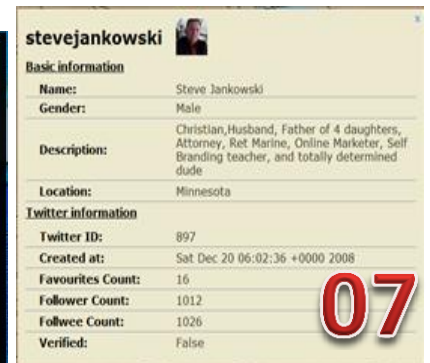 x
stevejankowski
Basic information
Name: Steve Jankowski
Gender: Male
Description: Christian,Husband, Father of 4 daughters,
Attorney, Ret Marine, Online Marketer, Self
Branding teacher, and totally determined
dude
Location: Minnesota
Twitter information
Twitter ID: 897
Created at: Sat Dec 20 06:02:36 +0000 2008
Favourites Count: 16
Follower Count: 1012
Follwee Count: 1026
Verified: False
07